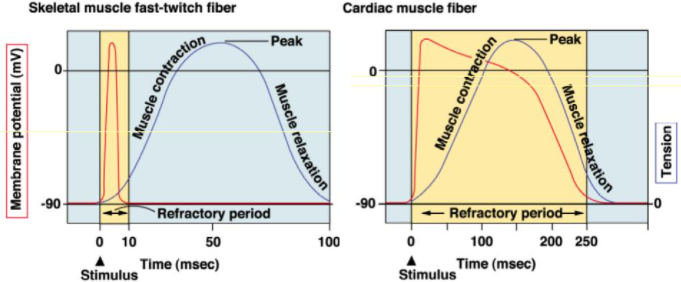 Skeletal muscle fast-twitch fiber
Cardiac muscle fiber
Membrane potential (mV)
0
-90
Muscle contraction
Peak
Muscle relaxation
Refractory period
0 10 50 100
Time (msec)
Stimulus
0
-90
Muscle contraction
Peak
Muscle relaxation
Refractory period
Tension
0
0 100 200 250
Time (msec)
Stimulus